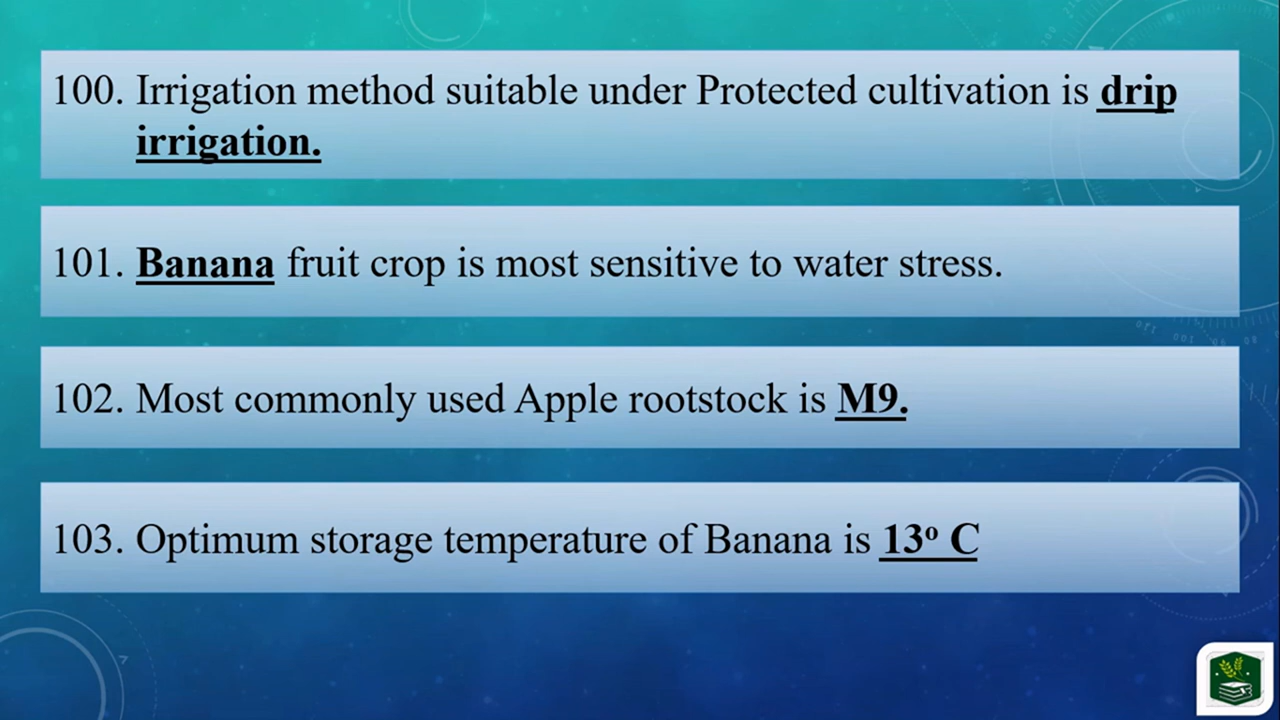 100. Irrigation method suitable under Protected cultivation is drip
irrigation.
101. Banana fruit crop is most sensitive to water stress.
102. Most commonly used Apple rootstock is M9.
103. Optimum storage temperature of Banana is 13º C